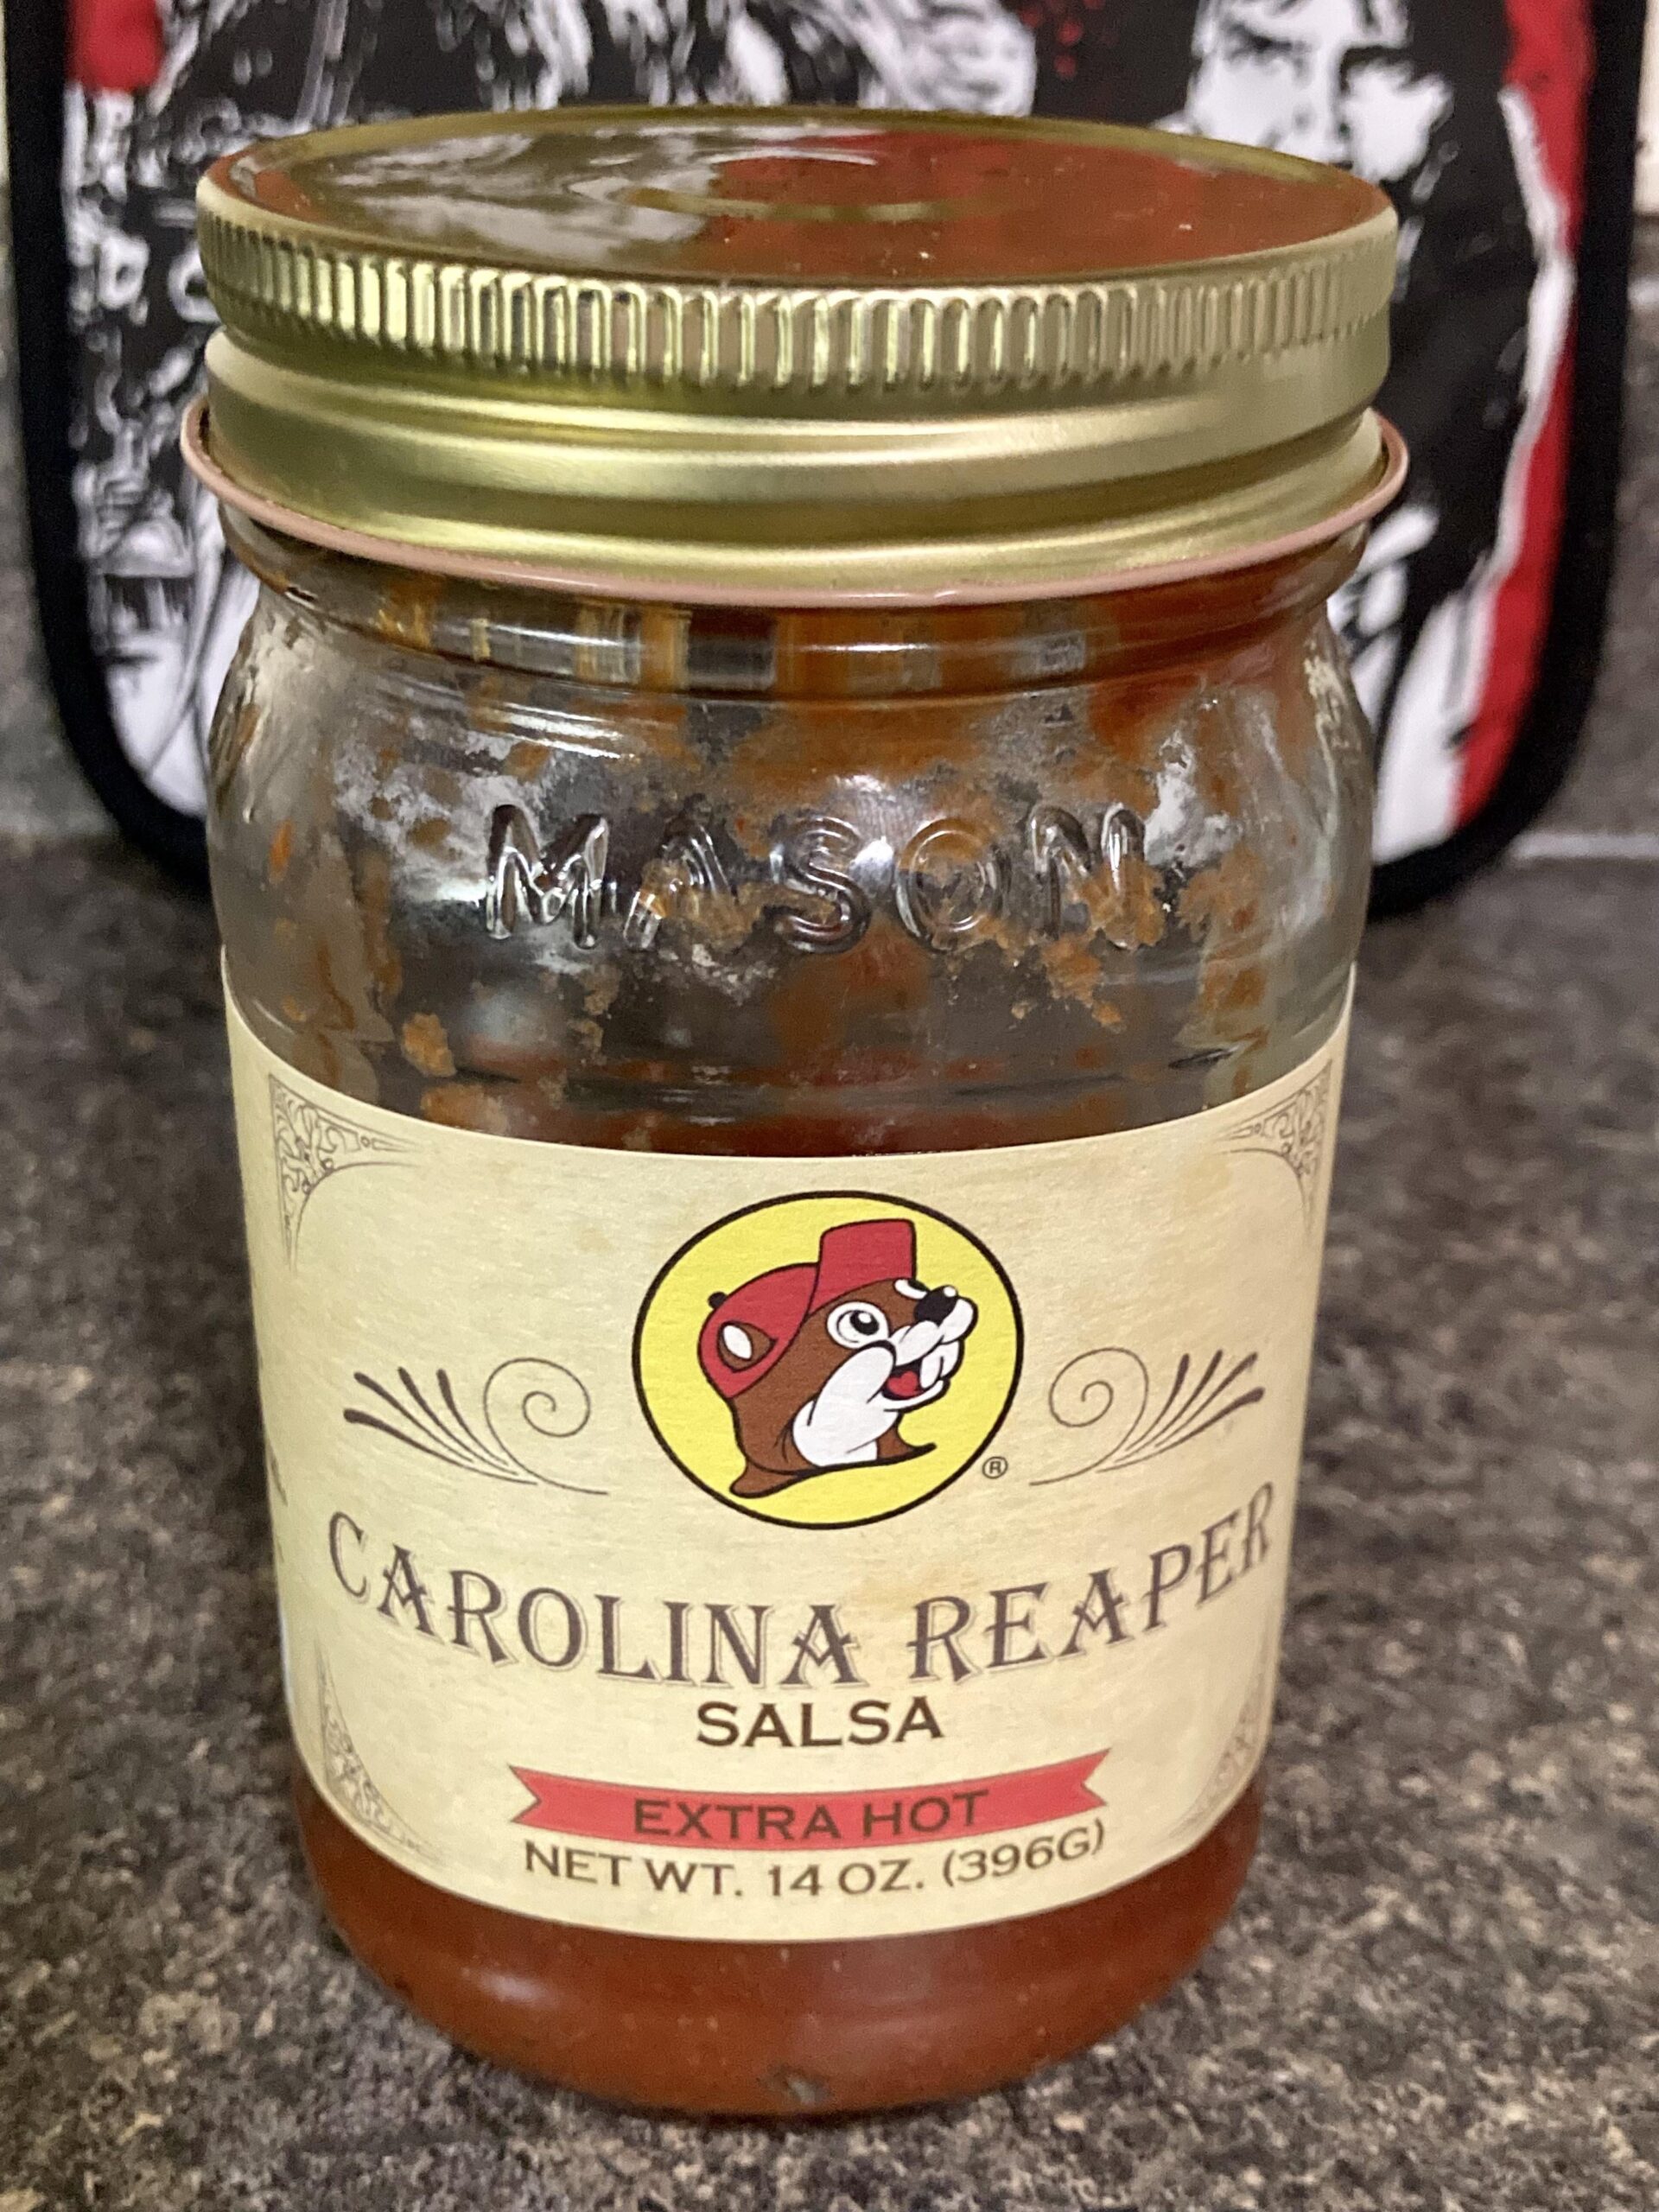 MASON
®
CAROLINA REAPER
SALSA
EXTRA HOT
NET WT. 14 OZ. (396G)